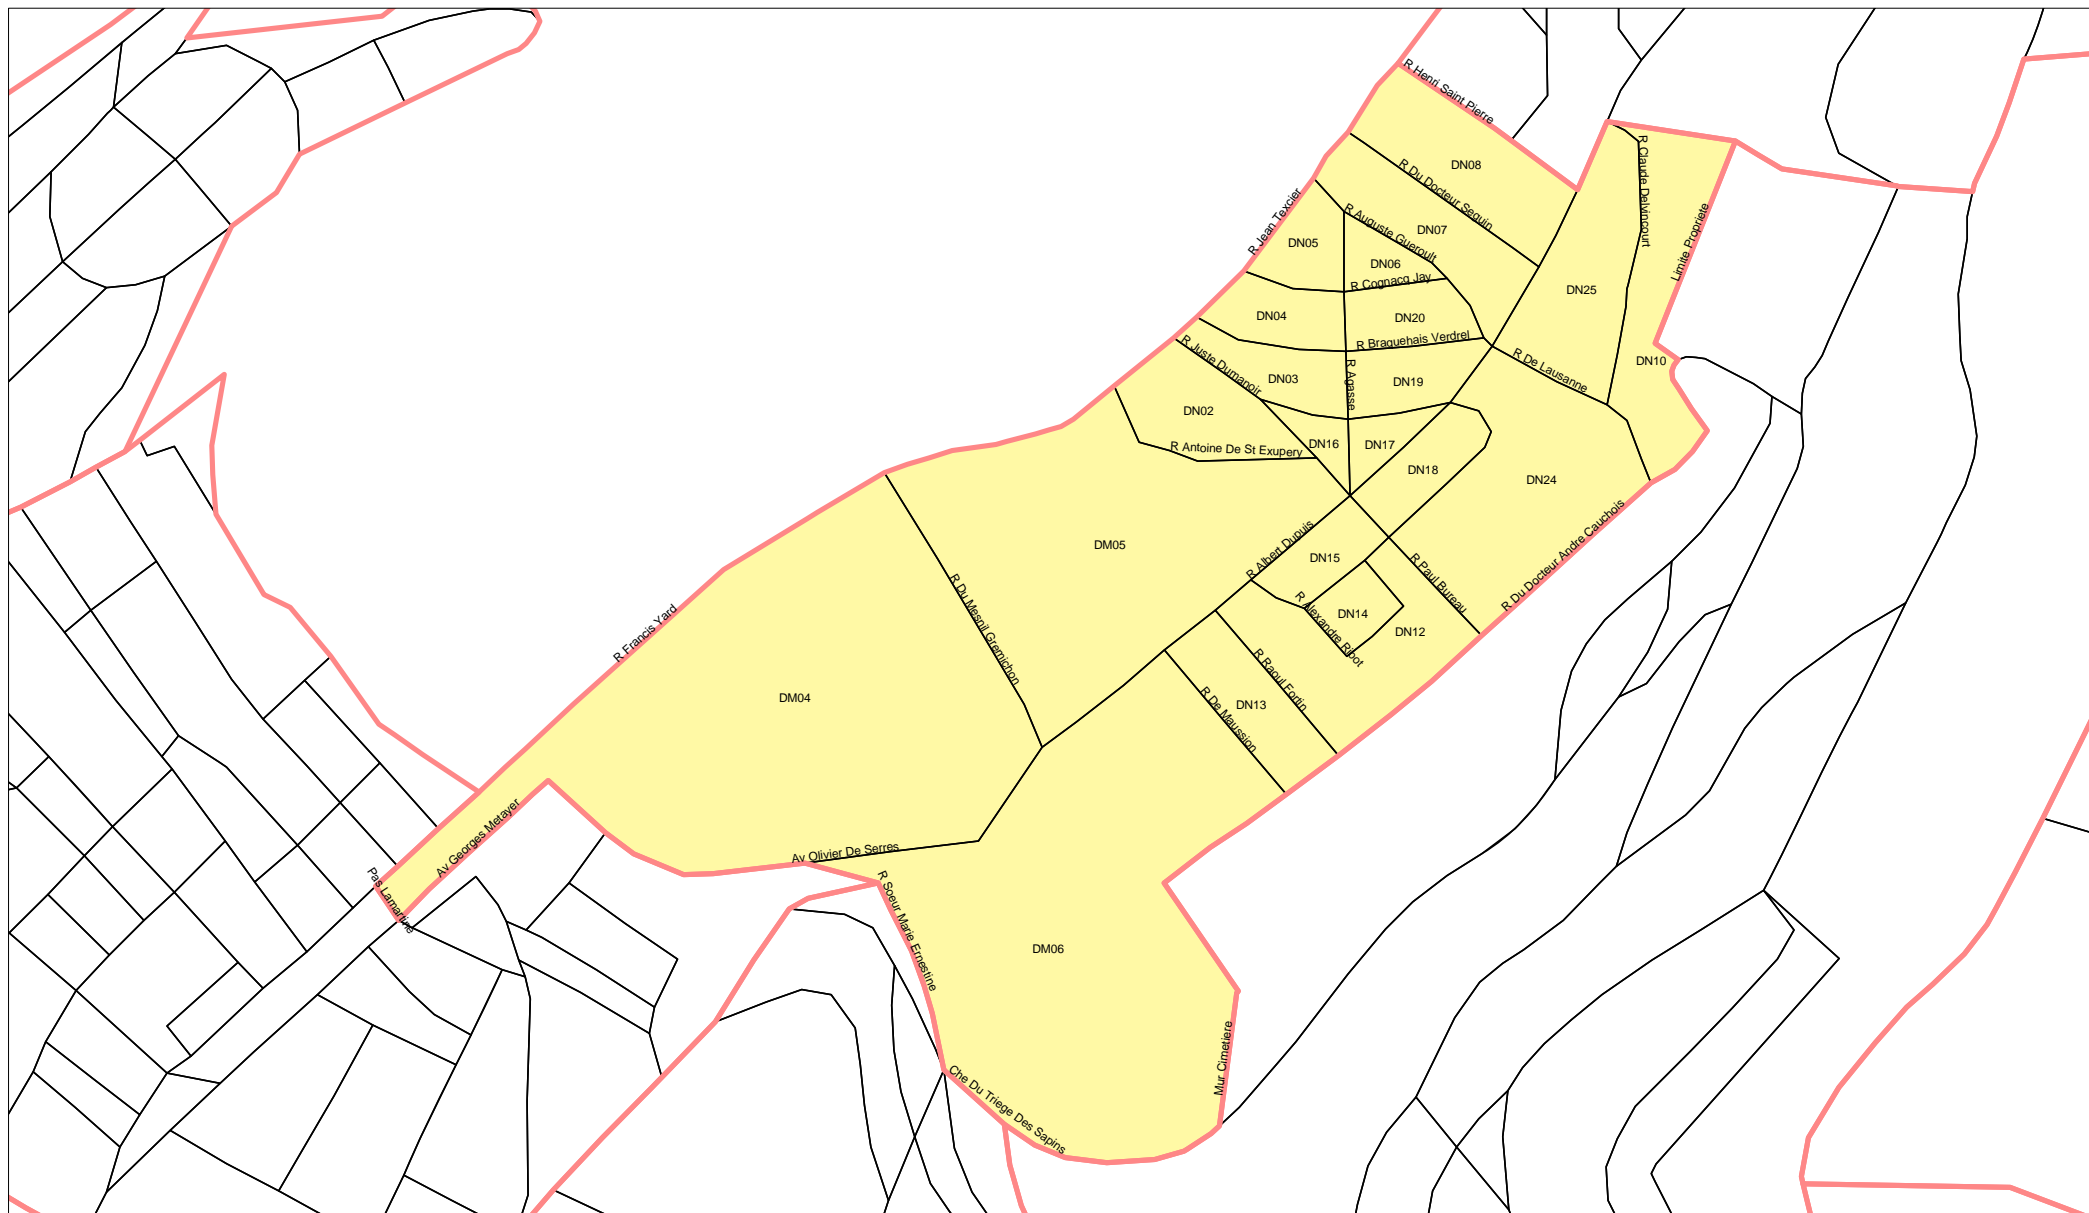 R Henri Saint Pierre
DN08
R Claude Delvincourt
R Du Docteur Seguin
R Jean Texcier
R Auguste Gueroult
DN07
Limite Propriete
DN05
DN06
R Cognacq Jay
DN25
DN04
DN20
R Braquehais Verdrel
R Juste Dumanoir
R De Lausanne
DN10
DN03
R Agasse
DN19
DN02
R Antoine De St Exupery
DN16
DN17
DN18
DN24
DM05
R Albert Dupuis
DN15
R Paul Bureau
R Du Docteur Andre Cauchois
R Du Mesnil Gremichon
R Alexandre Ribot
DN14
DN12
R Francis Yard
R Raoul Fortin
DM04
R De Maussion
DN13
Av Georges Metayer
Av Olivier De Serres
Pas Lamartine
R Soeur Marie Ernestine
DM06
Mur Cimetiere
Che Du Triege Des Sapins